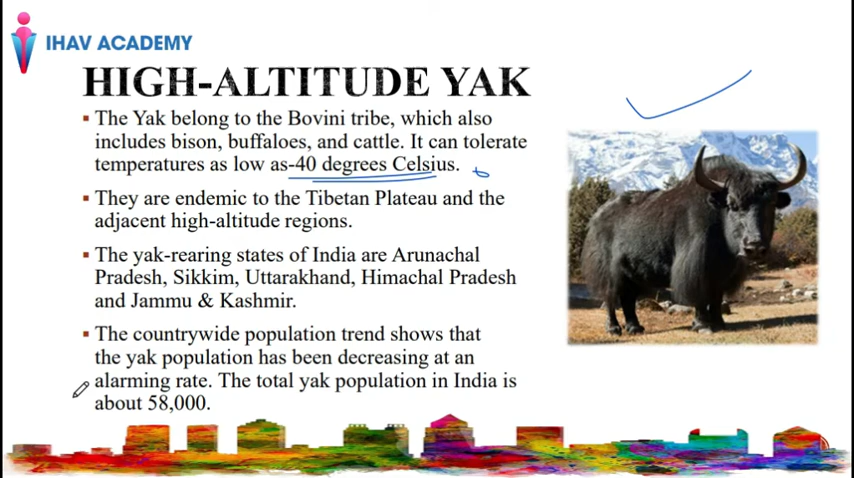 IHAV ACADEMY
HIGH-ALTITUDE YAK
▪ The Yak belong to the Bovini tribe, which also
includes bison, buffaloes, and cattle. It can tolerate
temperatures as low as-40 degrees Celsius.
▪ They are endemic to the Tibetan Plateau and the
adjacent high-altitude regions.
▪ The yak-rearing states of India are Arunachal
Pradesh, Sikkim, Uttarakhand, Himachal Pradesh
and Jammu & Kashmir.
▪ The countrywide population trend shows that
the yak population has been decreasing at an
alarming rate. The total yak population in India is
about 58,000.